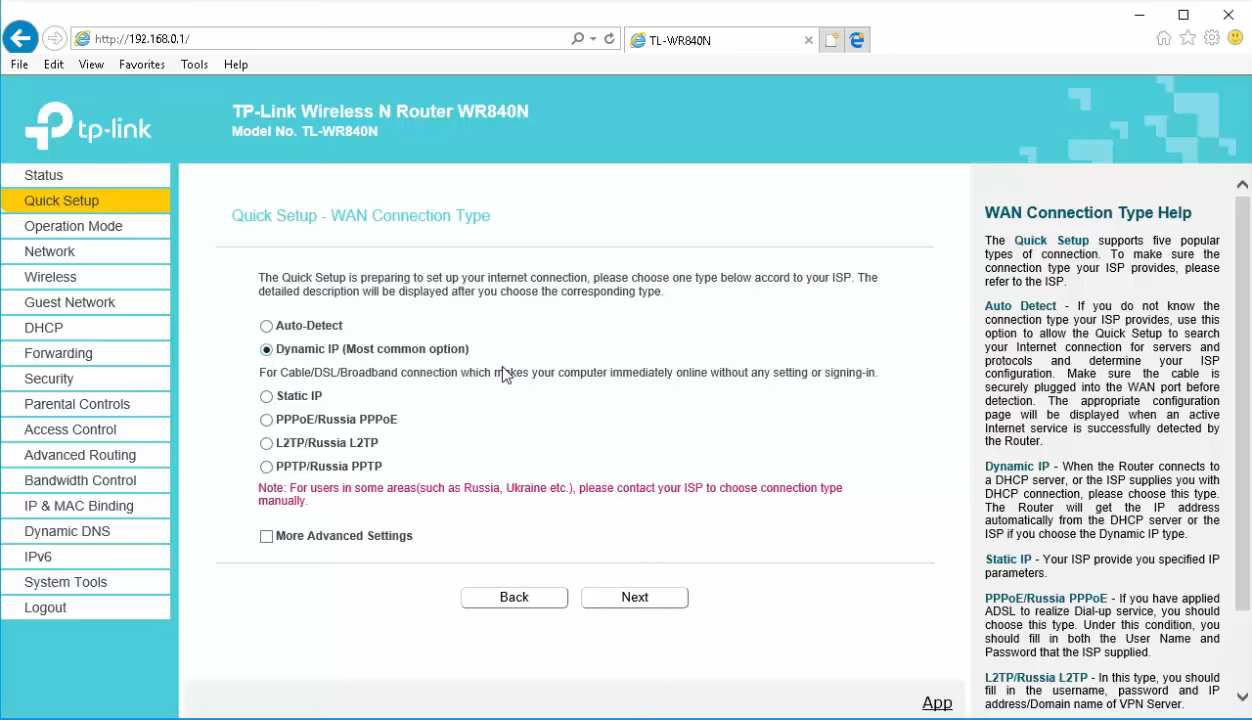 http://192.168.0.1/
TL-WR840N
File Edit View Favorites Tools Help
tp-link
TP-Link Wireless N Router WR840N
Model No. TL-WR840N
Status
Quick Setup
Operation Mode
Network
Wireless
Guest Network
DHCP
Forwarding
Security
Parental Controls
Access Control
Advanced Routing
Bandwidth Control
IP & MAC Binding
Dynamic DNS
IPv6
System Tools
Logout
Quick Setup - WAN Connection Type
The Quick Setup is preparing to set up your internet connection, please choose one type below accord to your ISP. The
detailed description will be displayed after you choose the corresponding type.
Auto-Detect
Dynamic IP (Most common option)
For Cable/DSL/Broadband connection which makes your computer immediately online without any setting or signing-in.
Static IP
PPPoE/Russia PPPoE
L2TP/Russia L2TP
PPTP/Russia PPTP
Note: For users in some areas(such as Russia, Ukraine etc.), please contact your ISP to choose connection type
manually.
More Advanced Settings
Back
Next
App
WAN Connection Type Help
The Quick Setup supports five popular
types of connection. To make sure the
connection type your ISP provides, please
refer to the ISP.
Auto Detect - If you do not know the
connection type your ISP provides, use this
option to allow the Quick Setup to search
your Internet connection for servers and
protocols and determine your ISP
configuration. Make sure the cable is
securely plugged into the WAN port before
detection. The appropriate configuration
page will be displayed when an active
Internet service is successfully detected by
the Router.
Dynamic IP - When the Router connects to
a DHCP server, or the ISP supplies you with
DHCP connection, please choose this type.
The Router will get the IP address
automatically from the DHCP server or the
ISP if you choose the Dynamic IP type.
Static IP - Your ISP provide you specified IP
parameters.
PPPoE/Russia PPPoE - If you have applied
ADSL to realize Dial-up service, you should
choose this type. Under this condition, you
should fill in both the User Name and
Password that the ISP supplied.
L2TP/Russia L2TP - In this type, you should
fill in the username, password and IP
address/Domain name of VPN Server.